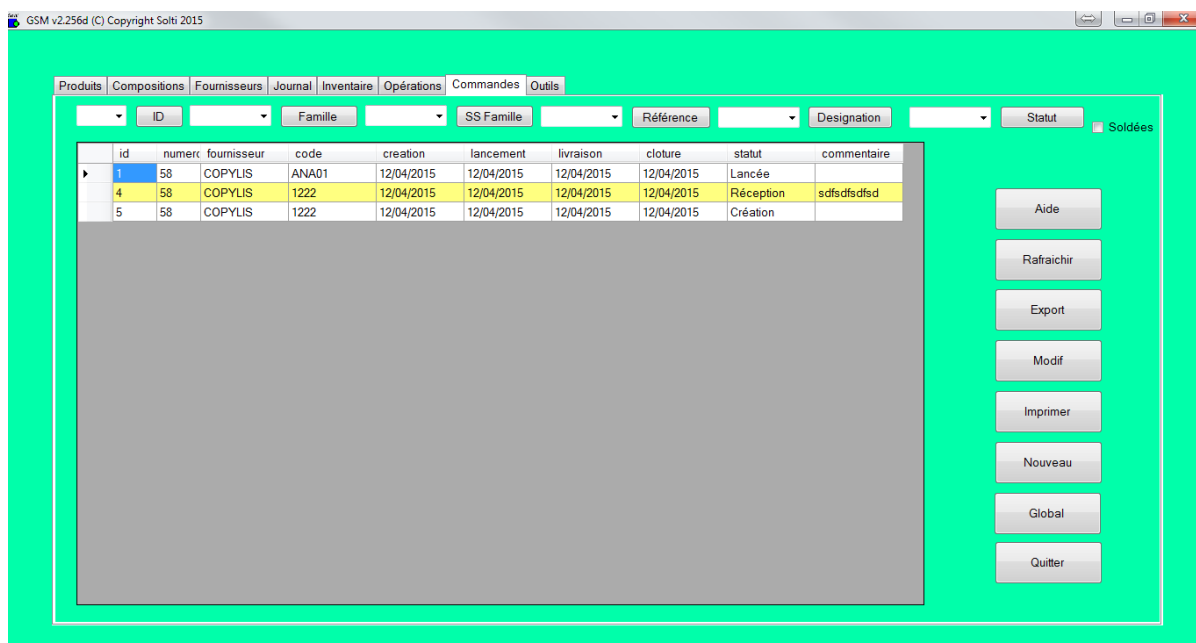 GSM v2.256d (C) Copyright Solti 2015
Produits Compositions Fournisseurs Journal Inventaire Opérations Commandes Outils
ID Famille SS Famille Référence Designation Statut Soldées
id numerc fournisseur code creation lancement livraison cloture statut commentaire
1 58 COPYLIS ANA01 12/04/2015 12/04/2015 12/04/2015 12/04/2015 Lancée
4 58 COPYLIS 1222 12/04/2015 12/04/2015 12/04/2015 12/04/2015 Réception sdfsdfsdfsd
5 58 COPYLIS 1222 12/04/2015 12/04/2015 12/04/2015 12/04/2015 Création
Aide
Rafraichir
Export
Modif
Imprimer
Nouveau
Global
Quitter